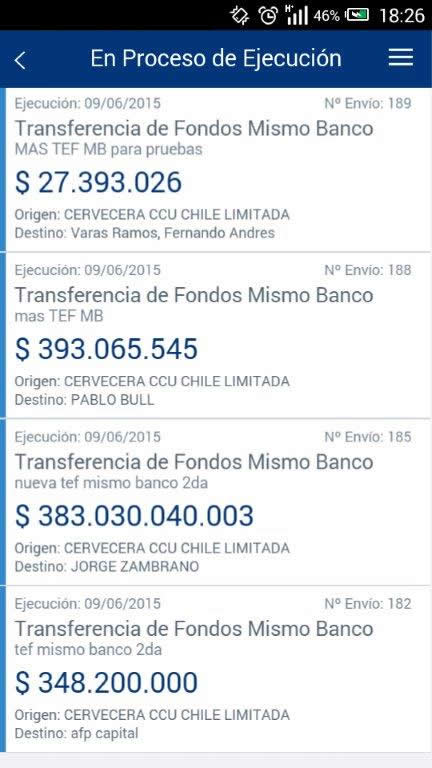 46% 18:26
En Proceso de Ejecución
Ejecución: 09/06/2015 Nº Envío: 189
Transferencia de Fondos Mismo Banco
MAS TEF MB para pruebas
$ 27.393.026
Origen: CERVECERA CCU CHILE LIMITADA
Destino: Varas Ramos, Fernando Andres
Ejecución: 09/06/2015 Nº Envío: 188
Transferencia de Fondos Mismo Banco
mas TEF MB
$ 393.065.545
Origen: CERVECERA CCU CHILE LIMITADA
Destino: PABLO BULL
Ejecución: 09/06/2015 Nº Envío: 185
Transferencia de Fondos Mismo Banco
nueva tef mismo banco 2da
$ 383.030.040.003
Origen: CERVECERA CCU CHILE LIMITADA
Destino: JORGE ZAMBRANO
Ejecución: 09/06/2015 Nº Envío: 182
Transferencia de Fondos Mismo Banco
tef mismo banco 2da
$ 348.200.000
Origen: CERVECERA CCU CHILE LIMITADA
Destino: afp capital